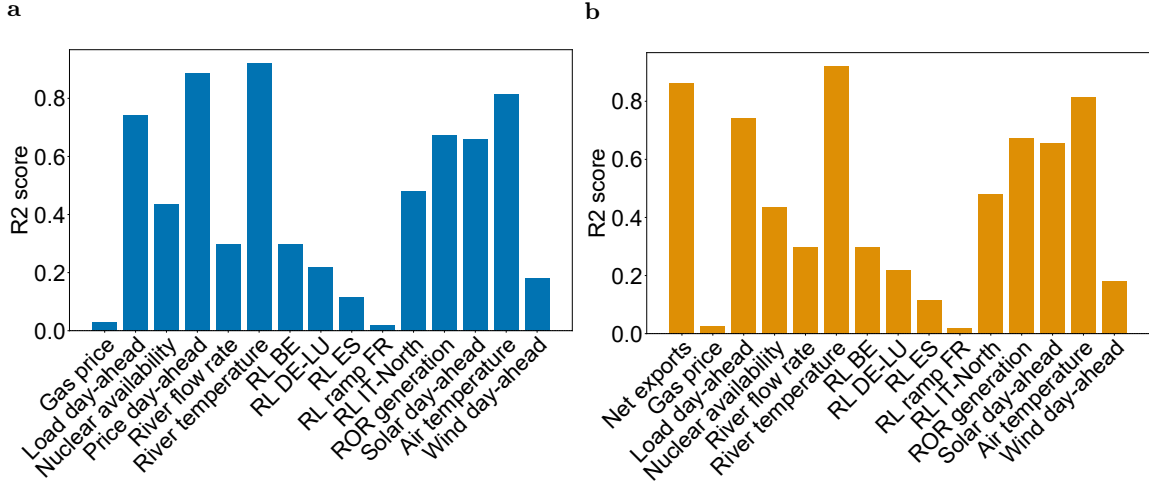 a
R2 score
0.8
0.6
0.4
0.2
0.0
Gas price
Load day-ahead
Nuclear availability
Price day-ahead
River flow rate
River temperature
RL BE
RL DE-LU
RL ES
RL ramp FR
RL IT-North
ROR generation
Solar day-ahead
Air temperature
Wind day-ahead
b
R2 score
0.8
0.6
0.4
0.2
0.0
Net exports
Gas price
Load day-ahead
Nuclear availability
River flow rate
River temperature
RL BE
RL DE-LU
RL ES
RL ramp FR
RL IT-North
ROR generation
Solar day-ahead
Air temperature
Wind day-ahead